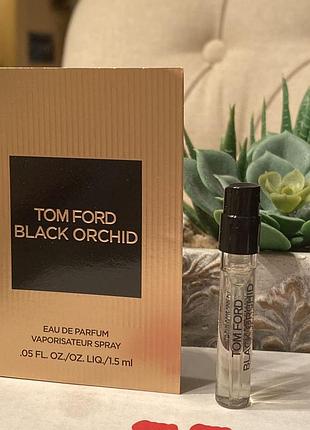 TOM FORD
BLACK ORCHID
EAU DE PARFUM
VAPORISATEUR SPRAY
.05 FL. OZ./OZ. LIQ./1.5 ml
TOM FORD
BLACK ORCHID